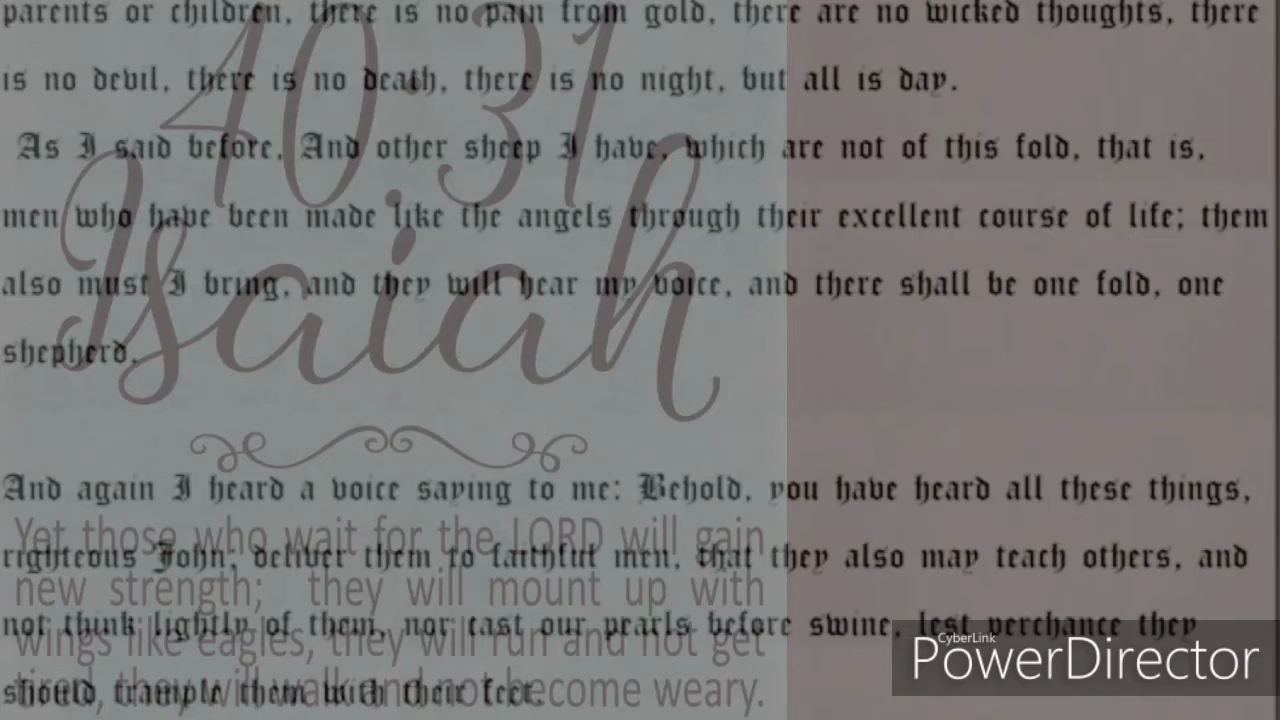 parents or children, there is no pain from gold, there are no wicked thoughts, there
is no devil, there is no death, there is no night, but all is day.
As I said before, And other sheep I have, which are not of this fold, that is,
men who have been made like the angels through their excellent course of life; them
also must I bring, and they will hear my voice, and there shall be one fold, one
shepherd.
And again I heard a voice saying to me: Behold, you have heard all these things,
righteous John; deliver them to faithful men, that they also may teach others, and
not think lightly of them, nor cast our pearls before swine, lest perchance they
should trample them with their feet.
40:31
Isaiah
Yet those who wait for the LORD will gain
new strength; they will mount up with
wings like eagles, they will run and not get
tired, they will walk and not become weary.
CyberLink
PowerDirector